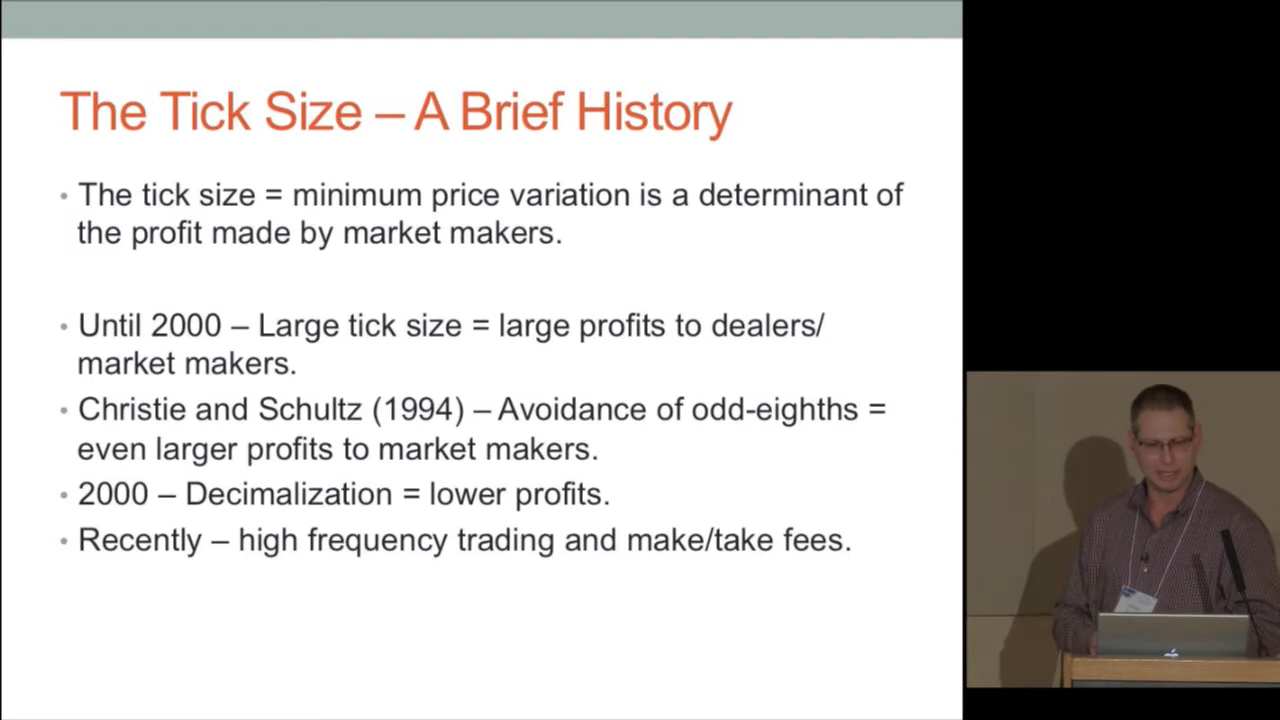 The Tick Size – A Brief History
• The tick size = minimum price variation is a determinant of
the profit made by market makers.
• Until 2000 – Large tick size = large profits to dealers/
market makers.
• Christie and Schultz (1994) – Avoidance of odd-eighths =
even larger profits to market makers.
• 2000 – Decimalization = lower profits.
• Recently – high frequency trading and make/take fees.